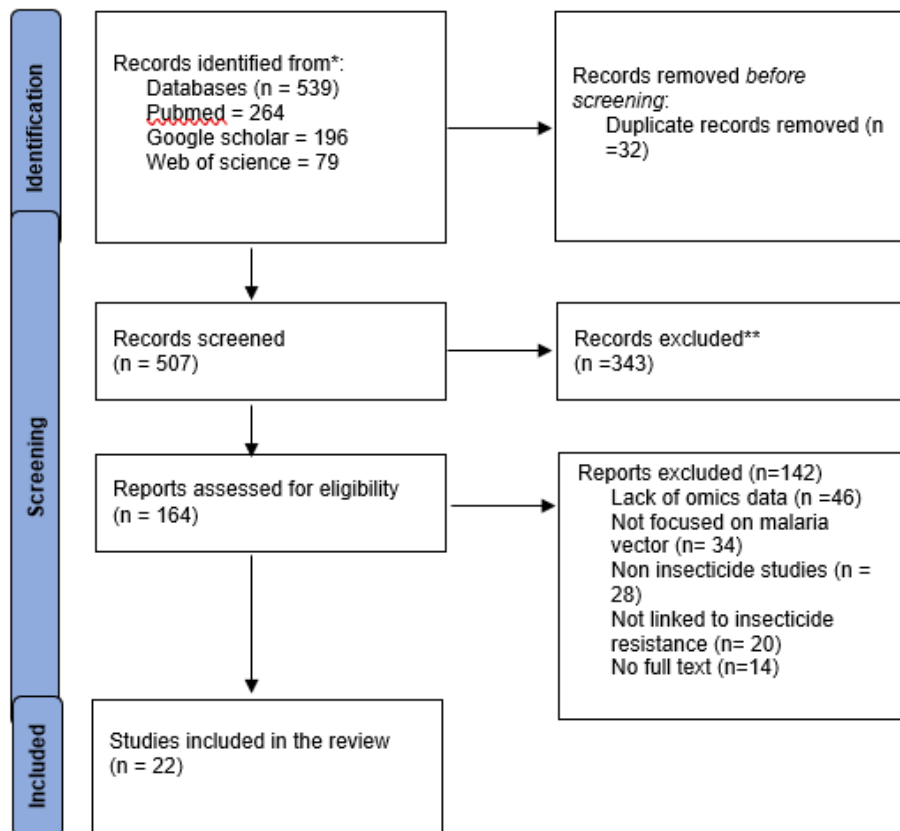 Identification
Records identified from*:
Databases (n = 539)
Pubmed = 264
Google scholar = 196
Web of science = 79
Records removed before
screening:
Duplicate records removed (n
=32)
Screening
Records screened
(n = 507)
Records excluded**
(n =343)
Reports assessed for eligibility
(n = 164)
Reports excluded (n=142)
Lack of omics data (n =46)
Not focused on malaria
vector (n= 34)
Non insecticide studies (n =
28)
Not linked to insecticide
resistance (n= 20)
No full text (n=14)
Included
Studies included in the review
(n = 22)